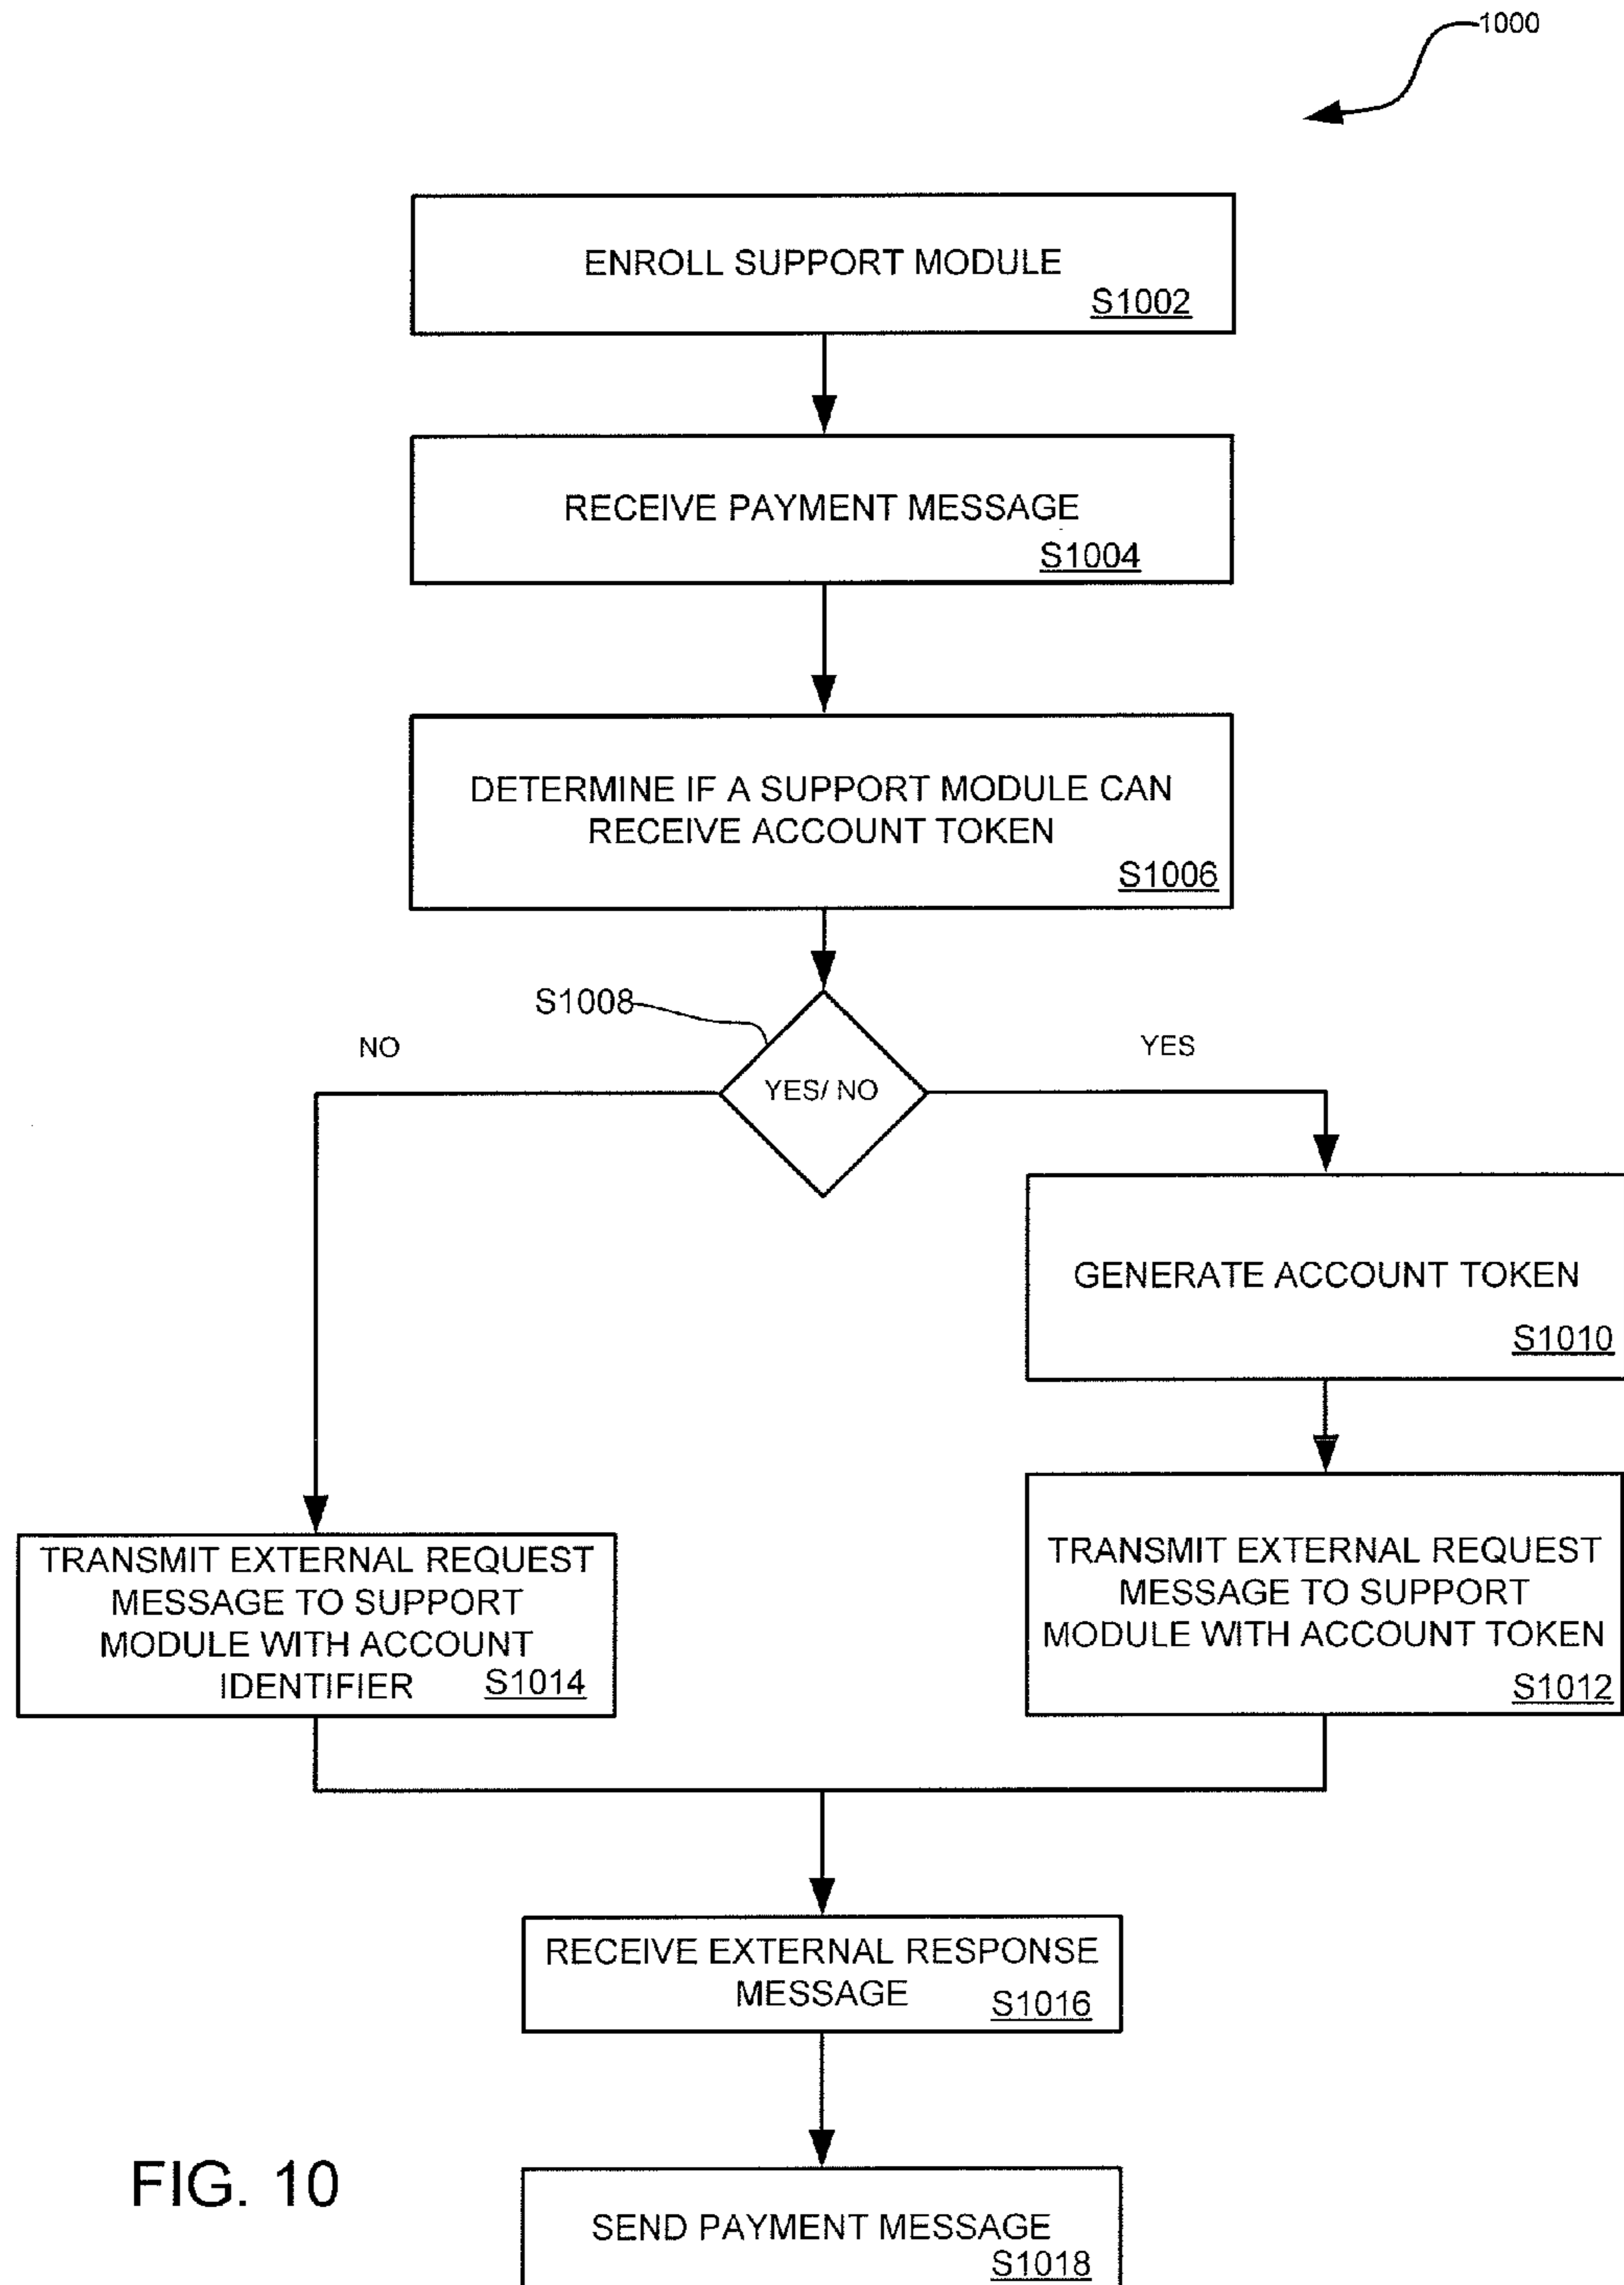 1000
ENROLL SUPPORT MODULE
S1002
RECEIVE PAYMENT MESSAGE
S1004
DETERMINE IF A SUPPORT MODULE CAN
RECEIVE ACCOUNT TOKEN
S1006
S1008
NO
YES
YES/ NO
GENERATE ACCOUNT TOKEN
S1010
TRANSMIT EXTERNAL REQUEST
MESSAGE TO SUPPORT
MODULE WITH ACCOUNT
IDENTIFIER
S1014
TRANSMIT EXTERNAL REQUEST
MESSAGE TO SUPPORT
MODULE WITH ACCOUNT TOKEN
S1012
RECEIVE EXTERNAL RESPONSE
MESSAGE
S1016
SEND PAYMENT MESSAGE
S1018
FIG. 10